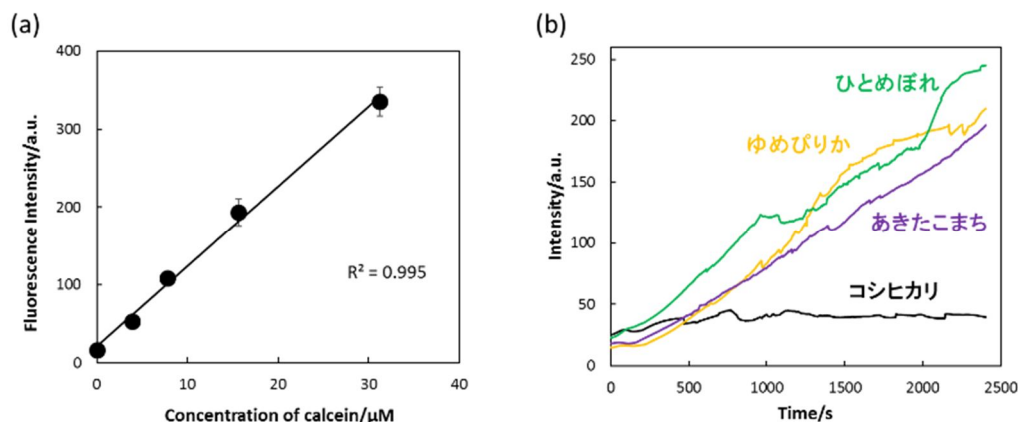 (a)
400
300
200
100
0
0 10 20 30 40
Fluorescence Intensity/a.u.
Concentration of calcein/μM
R² = 0.995
(b)
250
200
150
100
50
0
0 500 1000 1500 2000 2500
Intensity/a.u.
Time/s
ひとめぼれ
ゆめぴりか
あきたこまち
コシヒカリ